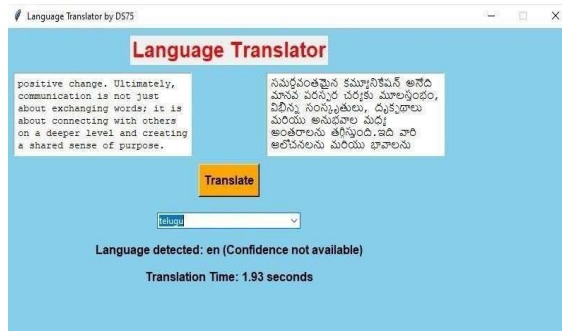 Language Translator by DS75
Language Translator
positive change. Ultimately,
communication is not just
about exchanging words; it is
about connecting with others
on a deeper level and creating
a shared sense of purpose.
సమర్థవంతమైన కమ్యూనికేషన్ అనేది
మానవ పరస్పర చర్యకు మూలస్తంభం,
విభిన్న సంస్కృతులు, దృక్పథాలు
మరియు అనుభవాల మధ్య
అంతరాలను తగ్గిస్తుంది.ఇది వారి
ఆలోచనలను మరియు భావాలను
Translate
telugu
Language detected: en (Confidence not available)
Translation Time: 1.93 seconds